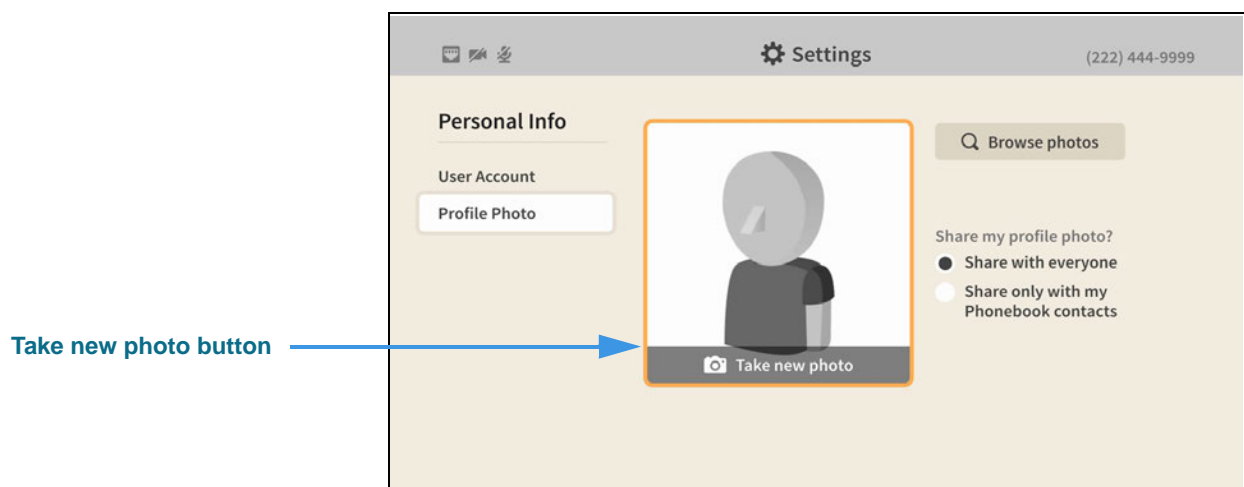 Settings
(222) 444-9999
Personal Info
User Account
Profile Photo
Take new photo
Browse photos
Share my profile photo?
Share with everyone
Share only with my
Phonebook contacts
Take new photo button